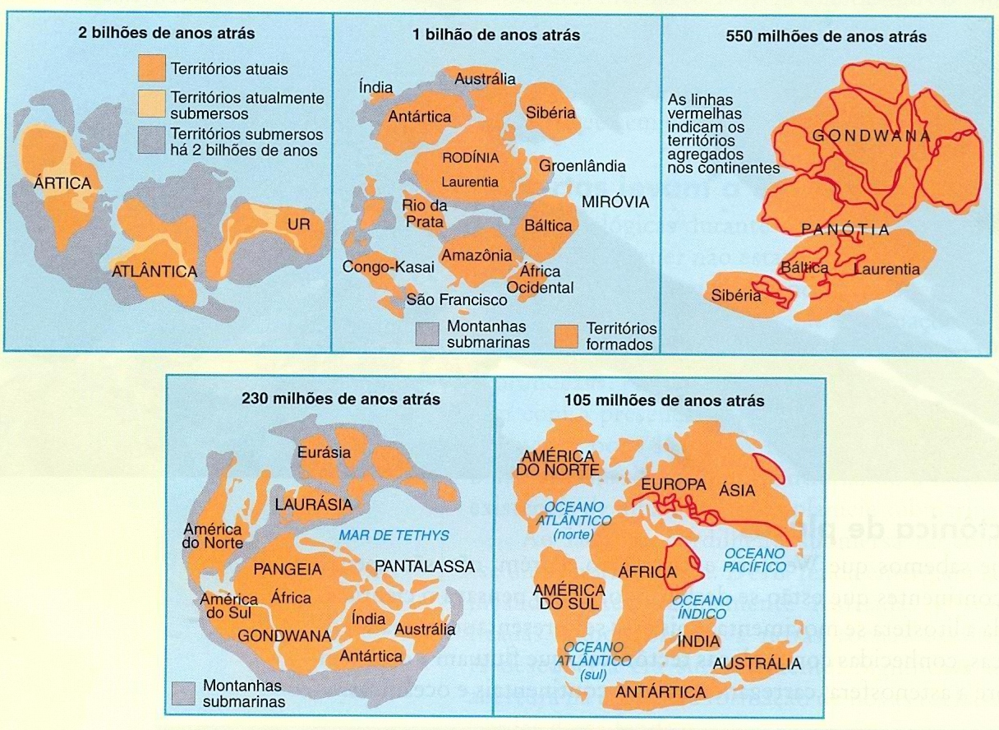 2 bilhões de anos atrás
Territórios atuais
Territórios atualmente
submersos
Territórios submersos
há 2 bilhões de anos
ÁRTICA
UR
ATLÂNTICA
1 bilhão de anos atrás
Índia
Austrália
Antártica
Sibéria
RODÍNIA
Laurentia
Groenlândia
MIRÓVIA
Rio da
Prata
Báltica
Amazônia
Congo-Kasai
África
Ocidental
São Francisco
Montanhas
submarinas
Territórios
formados
550 milhões de anos atrás
As linhas
vermelhas
indicam os
territórios
agregados
nos continentes
GONDWANA
PANÓTIA
Báltica
Laurentia
Sibéria
230 milhões de anos atrás
Eurásia
LAURÁSIA
América
do Norte
MAR DE TETHYS
PANGEIA
PANTALASSA
América
do Sul
África
Índia
Austrália
GONDWANA
Antártica
Montanhas
submarinas
105 milhões de anos atrás
AMÉRICA
DO NORTE
EUROPA
ÁSIA
OCEANO
ATLÂNTICO
(norte)
OCEANO
PACÍFICO
ÁFRICA
AMÉRICA
DO SUL
OCEANO
ÍNDICO
ÍNDIA
OCEANO
ATLÂNTICO
(sul)
AUSTRÁLIA
ANTÁRTICA